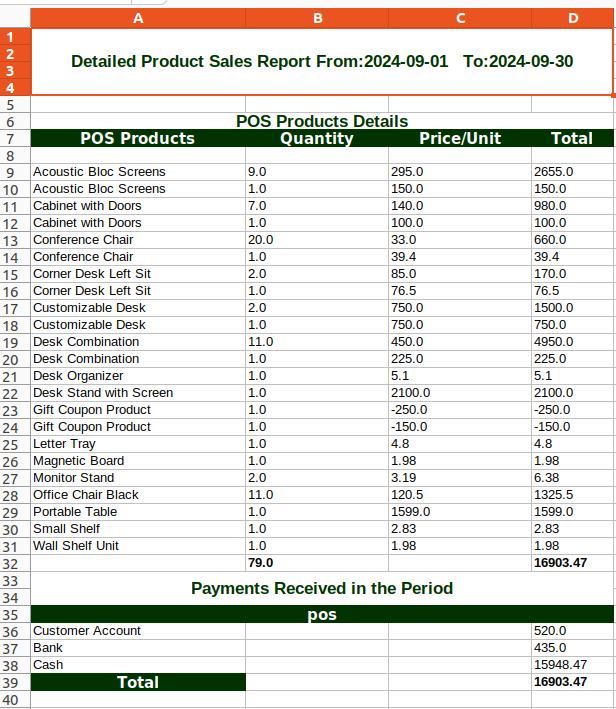 A B C D
1
2 Detailed Product Sales Report From:2024-09-01 To:2024-09-30
3
4
5
6 POS Products Details
7 POS Products Quantity Price/Unit Total
8
9 Acoustic Bloc Screens 9.0 295.0 2655.0
10 Acoustic Bloc Screens 1.0 150.0 150.0
11 Cabinet with Doors 7.0 140.0 980.0
12 Cabinet with Doors 1.0 100.0 100.0
13 Conference Chair 20.0 33.0 660.0
14 Conference Chair 1.0 39.4 39.4
15 Corner Desk Left Sit 2.0 85.0 170.0
16 Corner Desk Left Sit 1.0 76.5 76.5
17 Customizable Desk 2.0 750.0 1500.0
18 Customizable Desk 1.0 750.0 750.0
19 Desk Combination 11.0 450.0 4950.0
20 Desk Combination 1.0 225.0 225.0
21 Desk Organizer 1.0 5.1 5.1
22 Desk Stand with Screen 1.0 2100.0 2100.0
23 Gift Coupon Product 1.0 -250.0 -250.0
24 Gift Coupon Product 1.0 -150.0 -150.0
25 Letter Tray 1.0 4.8 4.8
26 Magnetic Board 1.0 1.98 1.98
27 Monitor Stand 2.0 3.19 6.38
28 Office Chair Black 11.0 120.5 1325.5
29 Portable Table 1.0 1599.0 1599.0
30 Small Shelf 1.0 2.83 2.83
31 Wall Shelf Unit 1.0 1.98 1.98
32 79.0 16903.47
33 Payments Received in the Period
34
35 pos
36 Customer Account 520.0
37 Bank 435.0
38 Cash 15948.47
39 Total 16903.47
40